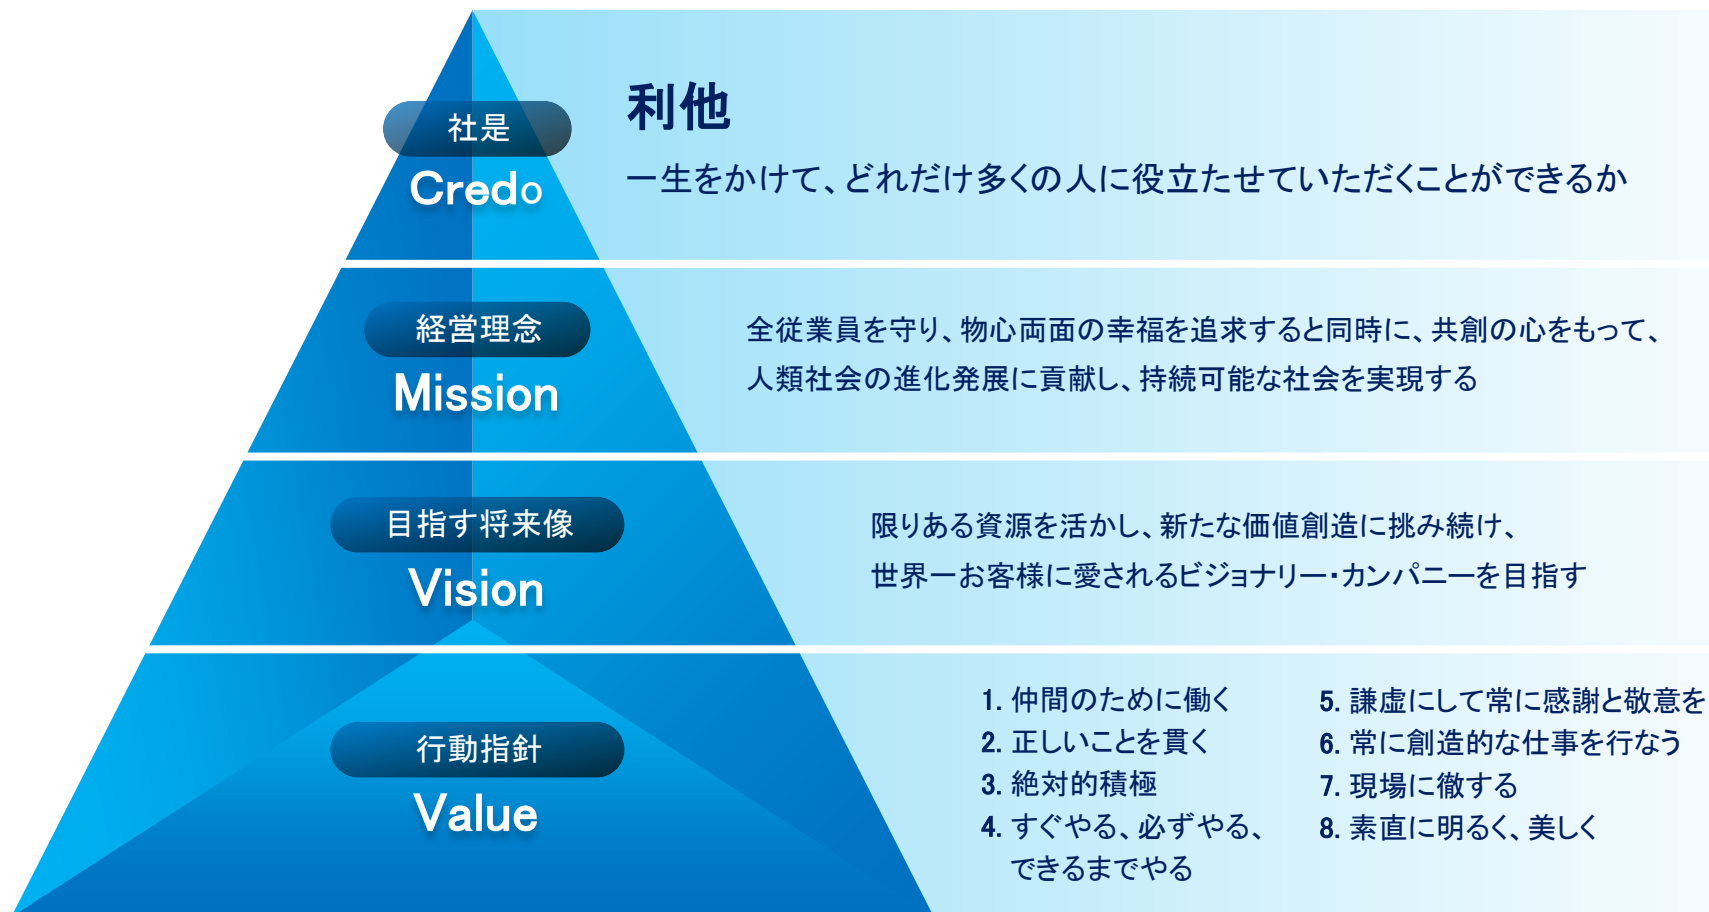 社是
Credo
利他
一生をかけて、どれだけ多くの人に役立たせていただくことができるか
経営理念
Mission
全従業員を守り、物心両面の幸福を追求すると同時に、共創の心をもって、
人類社会の進化発展に貢献し、持続可能な社会を実現する
目指す将来像
Vision
限りある資源を活かし、新たな価値創造に挑み続け、
世界一お客様に愛されるビジョナリー・カンパニーを目指す
行動指針
Value
1. 仲間のために働く
2. 正しいことを貫く
3. 絶対的積極
4. すぐやる、必ずやる、
できるまでやる
5. 謙虚にして常に感謝と敬意を
6. 常に創造的な仕事を行なう
7. 現場に徹する
8. 素直に明るく、美しく